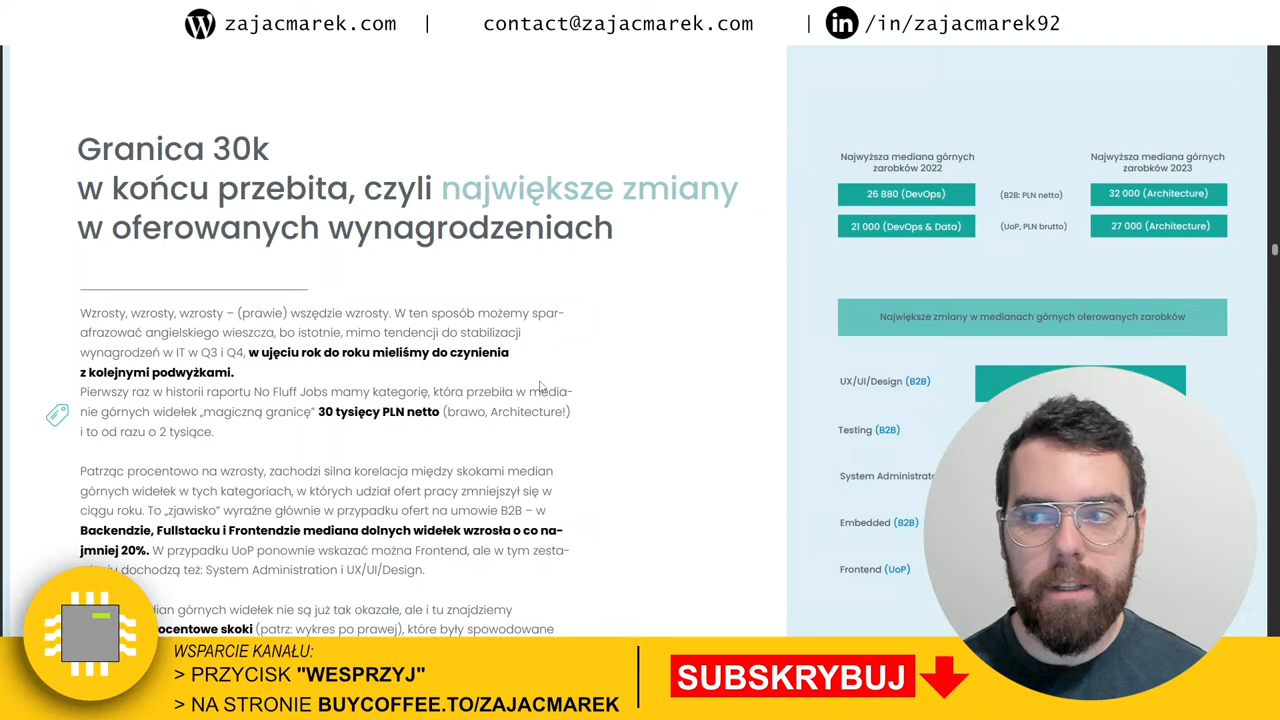 zajacmarek.com | contact@zajacmarek.com | /in/zajacmarek92
Granica 30k
w końcu przebita, czyli największe zmiany
w oferowanych wynagrodzeniach
Wzrosty, wzrosty, wzrosty – (prawie) wszędzie wzrosty. W ten sposób możemy spar-
afrazować angielskiego wieszcza, bo istotnie, mimo tendencji do stabilizacji
wynagrodzeń w IT w Q3 i Q4, w ujęciu rok do roku mieliśmy do czynienia
z kolejnymi podwyżkami.
Pierwszy raz w historii raportu No Fluff Jobs mamy kategorię, która przebiła w media-
nie górnych widełek „magiczną granicę” 30 tysięcy PLN netto (brawo, Architecture!)
i to od razu o 2 tysiące.
Patrząc procentowo na wzrosty, zachodzi silna korelacja między skokami median
górnych widełek w tych kategoriach, w których udział ofert pracy zmniejszył się w
ciągu roku. To „zjawisko” wyraźne głównie w przypadku ofert na umowie B2B – w
Backendzie, Fullstacku i Frontendzie mediana dolnych widełek wzrosła o co na-
jmniej 20%. W przypadku UoP ponownie wskazać można Frontend, ale w tym zesta-
dochodzą też: System Administration i UX/UI/Design.
górnych widełek nie są już tak okazałe, ale i tu znajdziemy
skoki (patrz: wykres po prawej), które były spowodowane
Najwyższa mediana górnych
zarobków 2022
Najwyższa mediana górnych
zarobków 2023
26 880 (DevOps) (B2B: PLN netto) 32 000 (Architecture)
21 000 (DevOps & Data) (UoP, PLN brutto) 27 000 (Architecture)
Największe zmiany w medianach górnych oferowanych zarobków
UX/UI/Design (B2B)
Testing (B2B)
System
Embedded (B2B)
Frontend (UoP)
WSPARCIE KANAŁU:
> PRZYCISK "WESPRZYJ"
> NA STRONIE BUYCOFFEE.TO/ZAJACMAREK
SUBSKRYBUJ